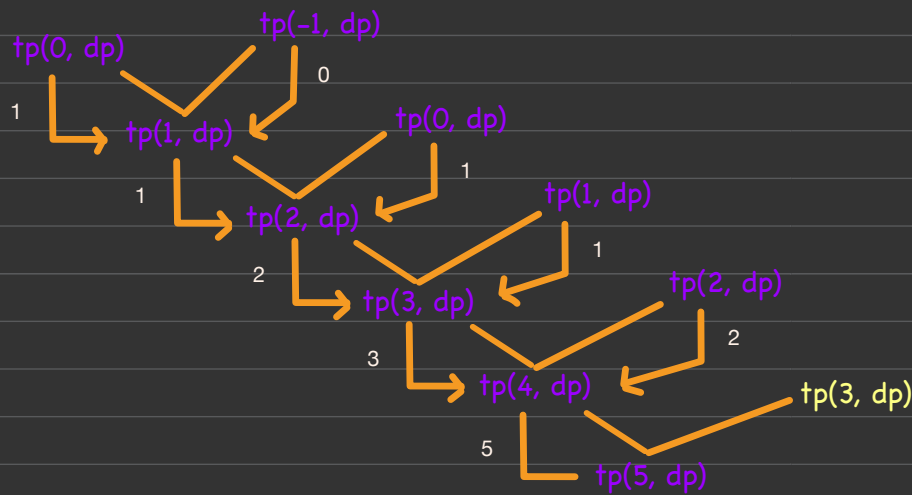 tp(-1, dp)
tp(0, dp)
0
1
tp(1, dp)
tp(0, dp)
1
1
tp(2, dp)
tp(1, dp)
1
2
tp(3, dp)
tp(2, dp)
2
3
tp(4, dp)
tp(3, dp)
5
tp(5, dp)